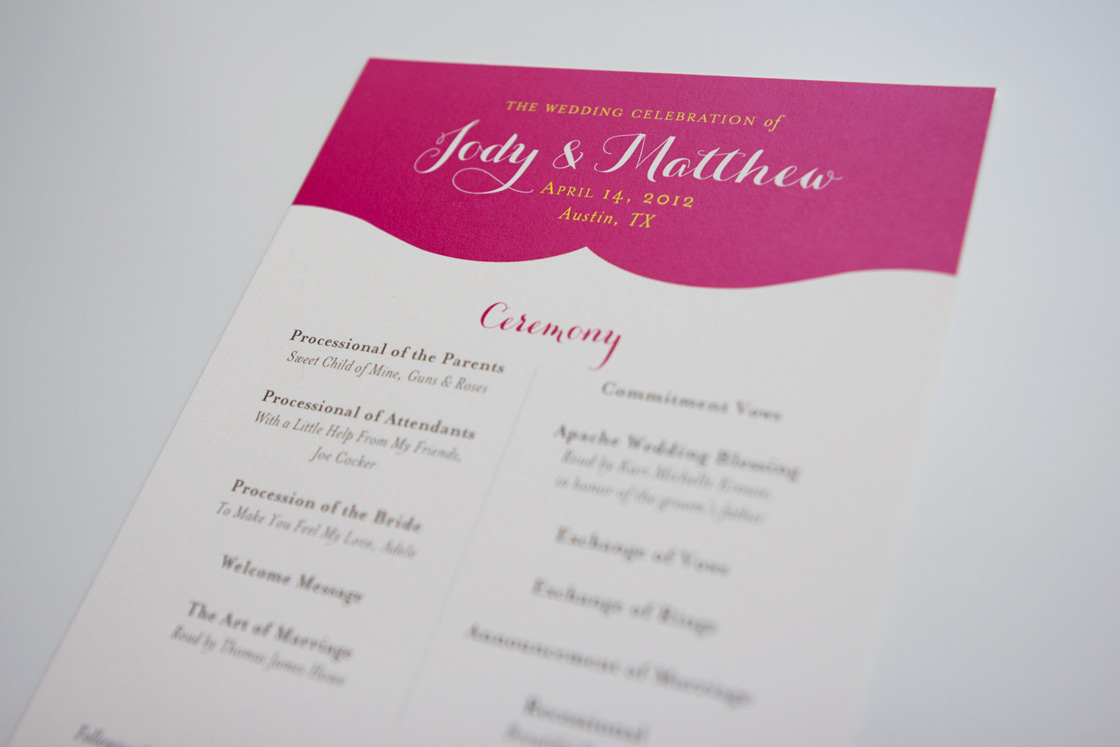 THE WEDDING CELEBRATION of
Jody & Matthew
APRIL 14, 2012
Austin, TX
Ceremony
Processional of the Parents
Sweet Child of Mine, Guns & Roses
Processional of Attendants
With a Little Help From My Friends,
Joe Cocker
Procession of the Bride
To Make You Feel My Love, Adele
Welcome Message
The Art of Marriage
Read by Thomas James
Commitment Vows
Apache Wedding Blessing
Read by Michelle
in honor of the groom's father
Exchange of Vows
Exchange of Rings
Announcement of Marriage
Recessional